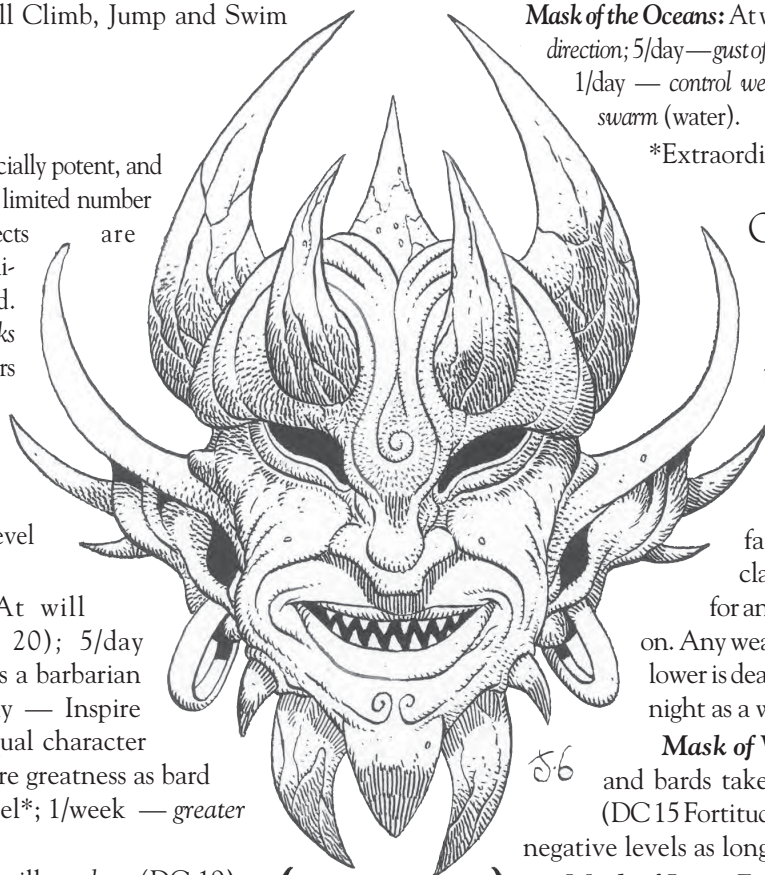 ll Climb, Jump and Swim
cially potent, and
limited number
ects are
i-
d.
ks
rs
evel
At will
20); 5/day
s a barbarian
y — Inspire
ual character
re greatness as bard
el*; 1/week — greater
(DC 19)
Mask of the Oceans: At w
direction; 5/day—gust of
1/day — control we
swarm (water).
*Extraordi
fa
cla
for an
on. Any wea
lower is dea
night as a w
Mask of V
and bards take
(DC 15 Fortitud
negative levels as long